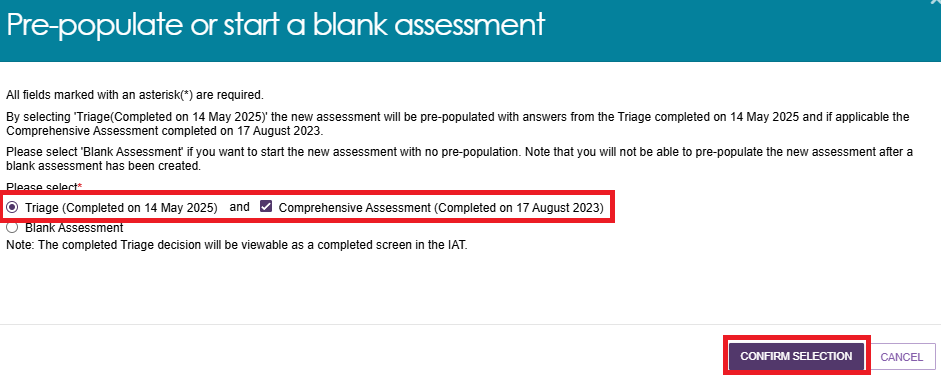 Pre-populate or start a blank assessment
All fields marked with an asterisk(*) are required.
By selecting 'Triage(Completed on 14 May 2025)' the new assessment will be pre-populated with answers from the Triage completed on 14 May 2025 and if applicable the
Comprehensive Assessment completed on 17 August 2023.
Please select 'Blank Assessment' if you want to start the new assessment with no pre-population. Note that you will not be able to pre-populate the new assessment after a
blank assessment has been created.
Please select*
Triage (Completed on 14 May 2025) and Comprehensive Assessment (Completed on 17 August 2023)
Blank Assessment
Note: The completed Triage decision will be viewable as a completed screen in the IAT.
CONFIRM SELECTION CANCEL